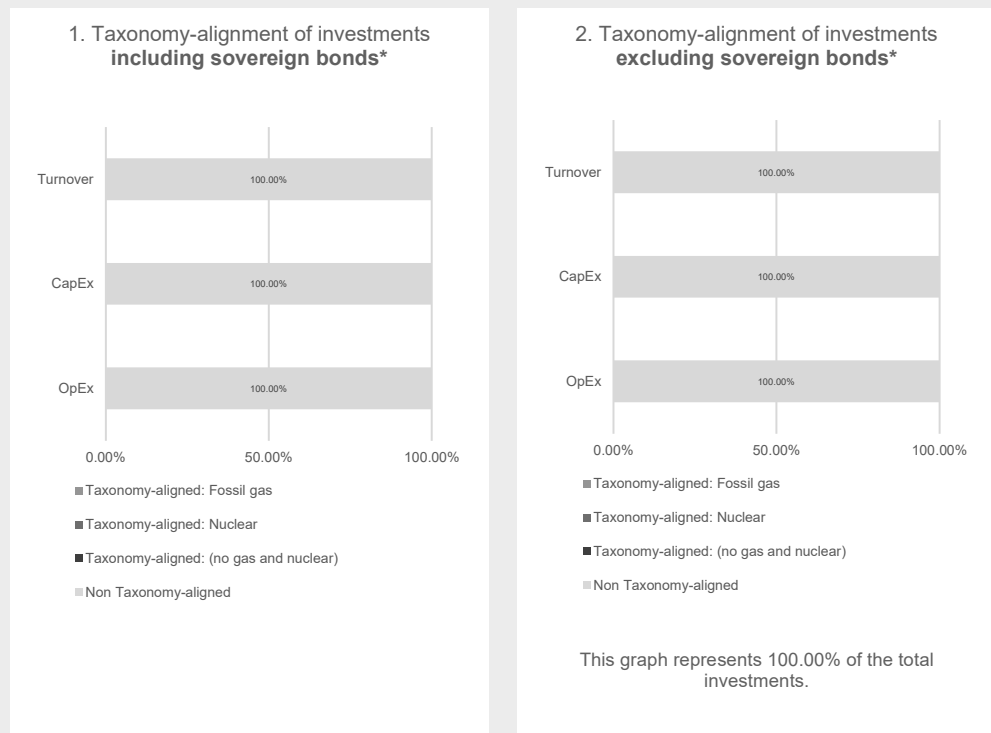 1. Taxonomy-alignment of investments
including sovereign bonds*
Turnover
100.00%
CapEx
100.00%
OpEx
100.00%
0.00%
50.00%
100.00%
Taxonomy-aligned: Fossil gas
Taxonomy-aligned: Nuclear
Taxonomy-aligned: (no gas and nuclear)
Non Taxonomy-aligned
2. Taxonomy-alignment of investments
excluding sovereign bonds*
Turnover
100.00%
CapEx
100.00%
OpEx
100.00%
0.00%
50.00%
100.00%
Taxonomy-aligned: Fossil gas
Taxonomy-aligned: Nuclear
Taxonomy-aligned: (no gas and nuclear)
Non Taxonomy-aligned
This graph represents 100.00% of the total
investments.